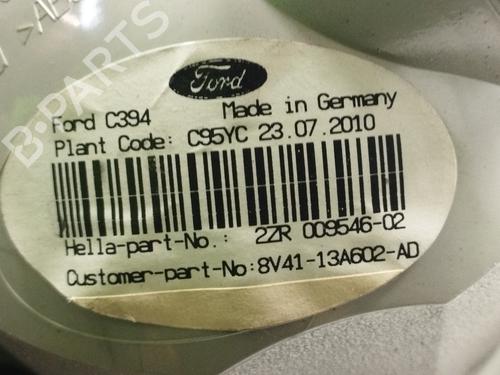 Ford
Ford C394 Made in Germany
Plant Code: C95YC 23.07.2010
Hella-part-No.: 2ZR 009546-02
Customer-part-No:8V41-13A602-AD
B-PARTS